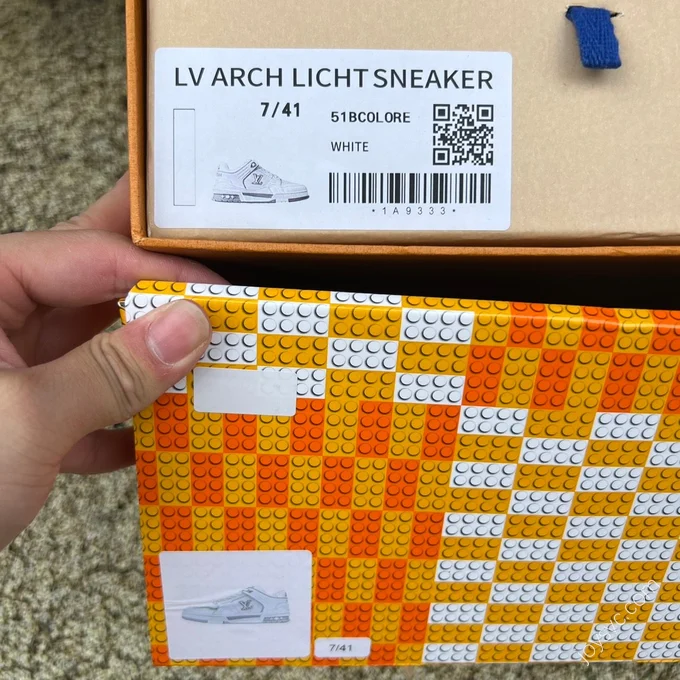 LV ARCH LICHT SNEAKER
7/41
51BCOLORE
WHITE
*1A9333*
7/41